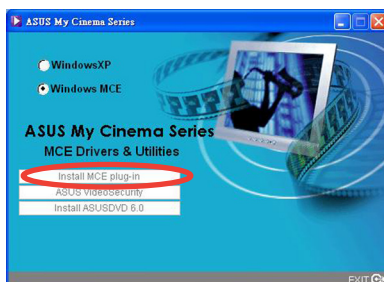 ASUS My Cinema Series
WindowsXP
Windows MCE
ASUS My Cinema Series
MCE Drivers & Utilities
Install MCE plug-in
ASUS VideoSecurity
Install ASUSDVD 6.0
EXIT